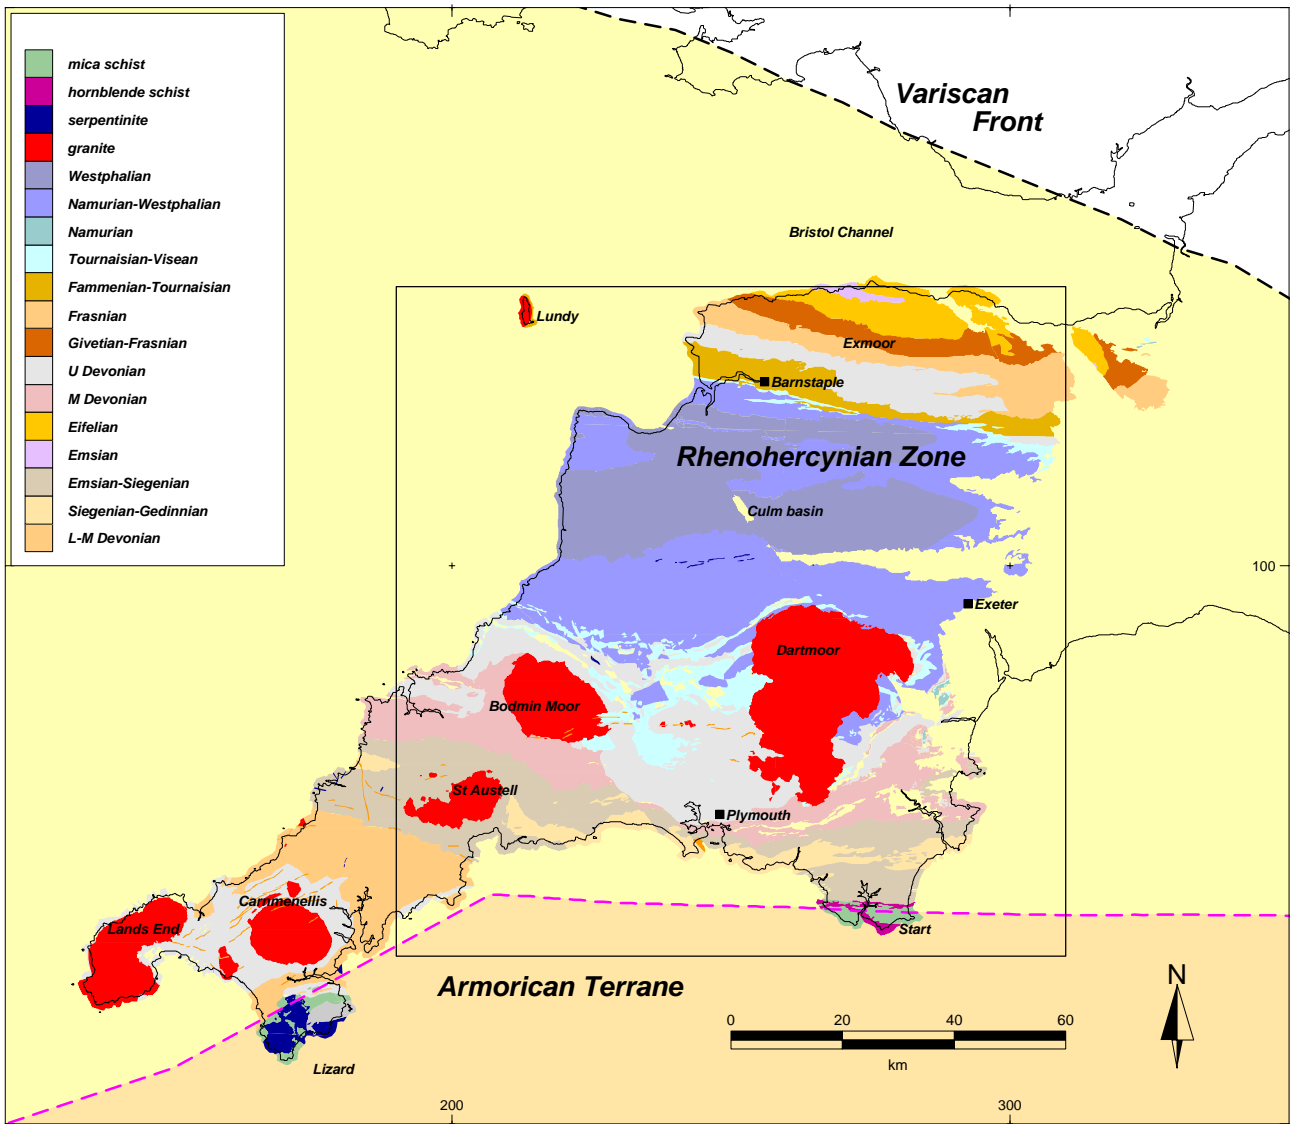 mica schist
hornblende schist
serpentinite
granite
Westphalian
Namurian-Westphalian
Namurian
Tournaisian-Visean
Fammenian-Tournaisian
Frasnian
Givetian-Frasnian
U Devonian
M Devonian
Eifelian
Emsian
Emsian-Siegenian
Siegenian-Gedinnian
L-M Devonian
Variscan
Front
Bristol Channel
Lundy
Exmoor
Barnstaple
Rhenohercynian Zone
Culm basin
100
Exeter
Dartmoor
Bodmin Moor
St Austell
Plymouth
Carnmenellis
Lands End
Start
Armorican Terrane
N
0 20 40 60
km
Lizard
200 300